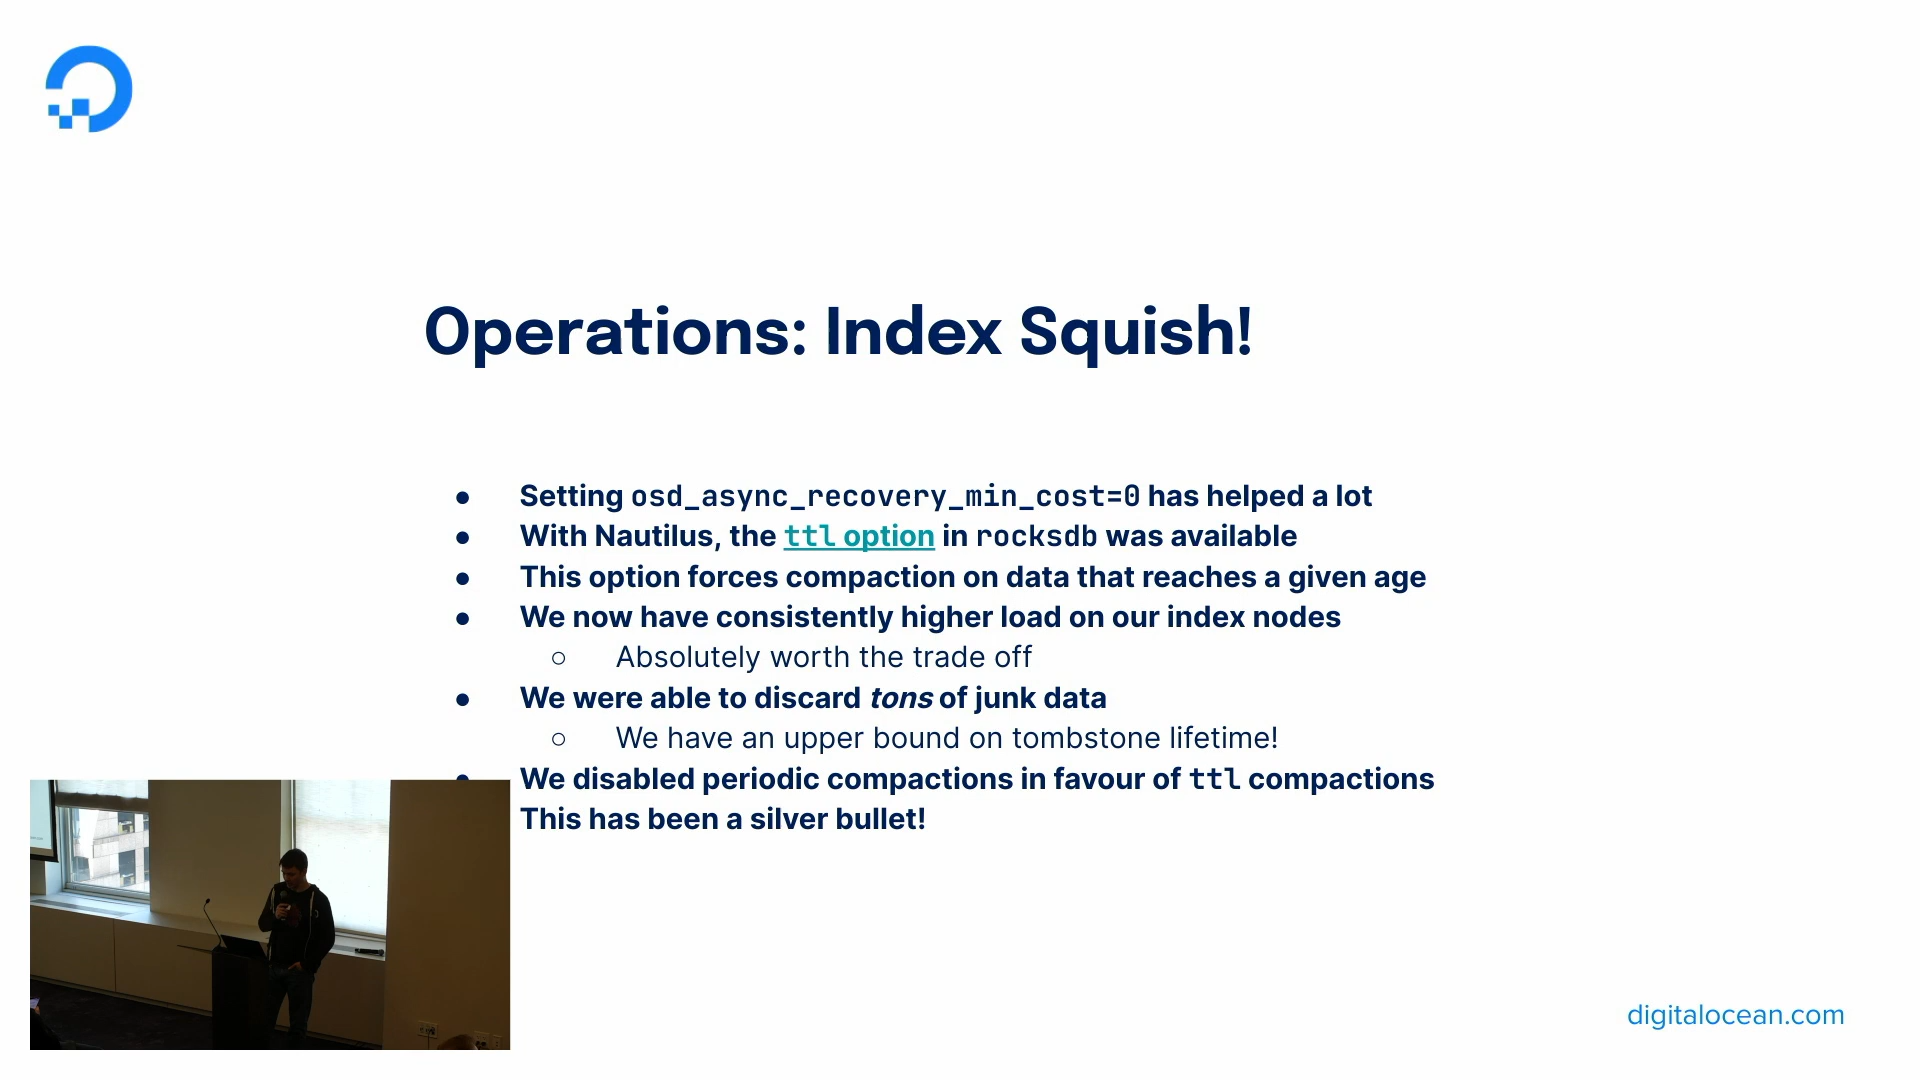 Operations: Index Squish!
● Setting osd_async_recovery_min_cost=0 has helped a lot
● With Nautilus, the ttl option in rocksdb was available
● This option forces compaction on data that reaches a given age
● We now have consistently higher load on our index nodes
○ Absolutely worth the trade off
● We were able to discard tons of junk data
○ We have an upper bound on tombstone lifetime!
● We disabled periodic compactions in favour of ttl compactions
This has been a silver bullet!
digitalocean.com